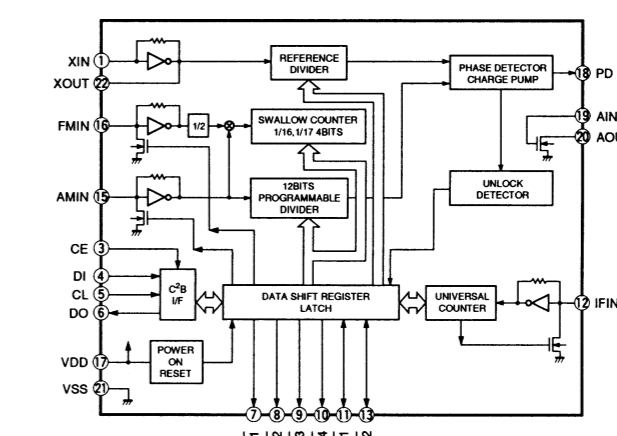 XIN 1
XOUT 22
FMIN 16
AMIN 15
CE 3
DI 4
CL 5
DO 6
VDD 17
VSS 21
1/2
REFERENCE
DIVIDER
SWALLOW COUNTER
1/16,1/17 4BITS
12BITS
PROGRAMMABLE
DIVIDER
PHASE DETECTOR
CHARGE PUMP
18 PD
19 AIN
20
UNLOCK
DETECTOR
C²B
I/F
DATA SHIFT REGISTER
LATCH
UNIVERSAL
COUNTER
12 IFIN
POWER
ON
RESET
7 8 9 10 11 13